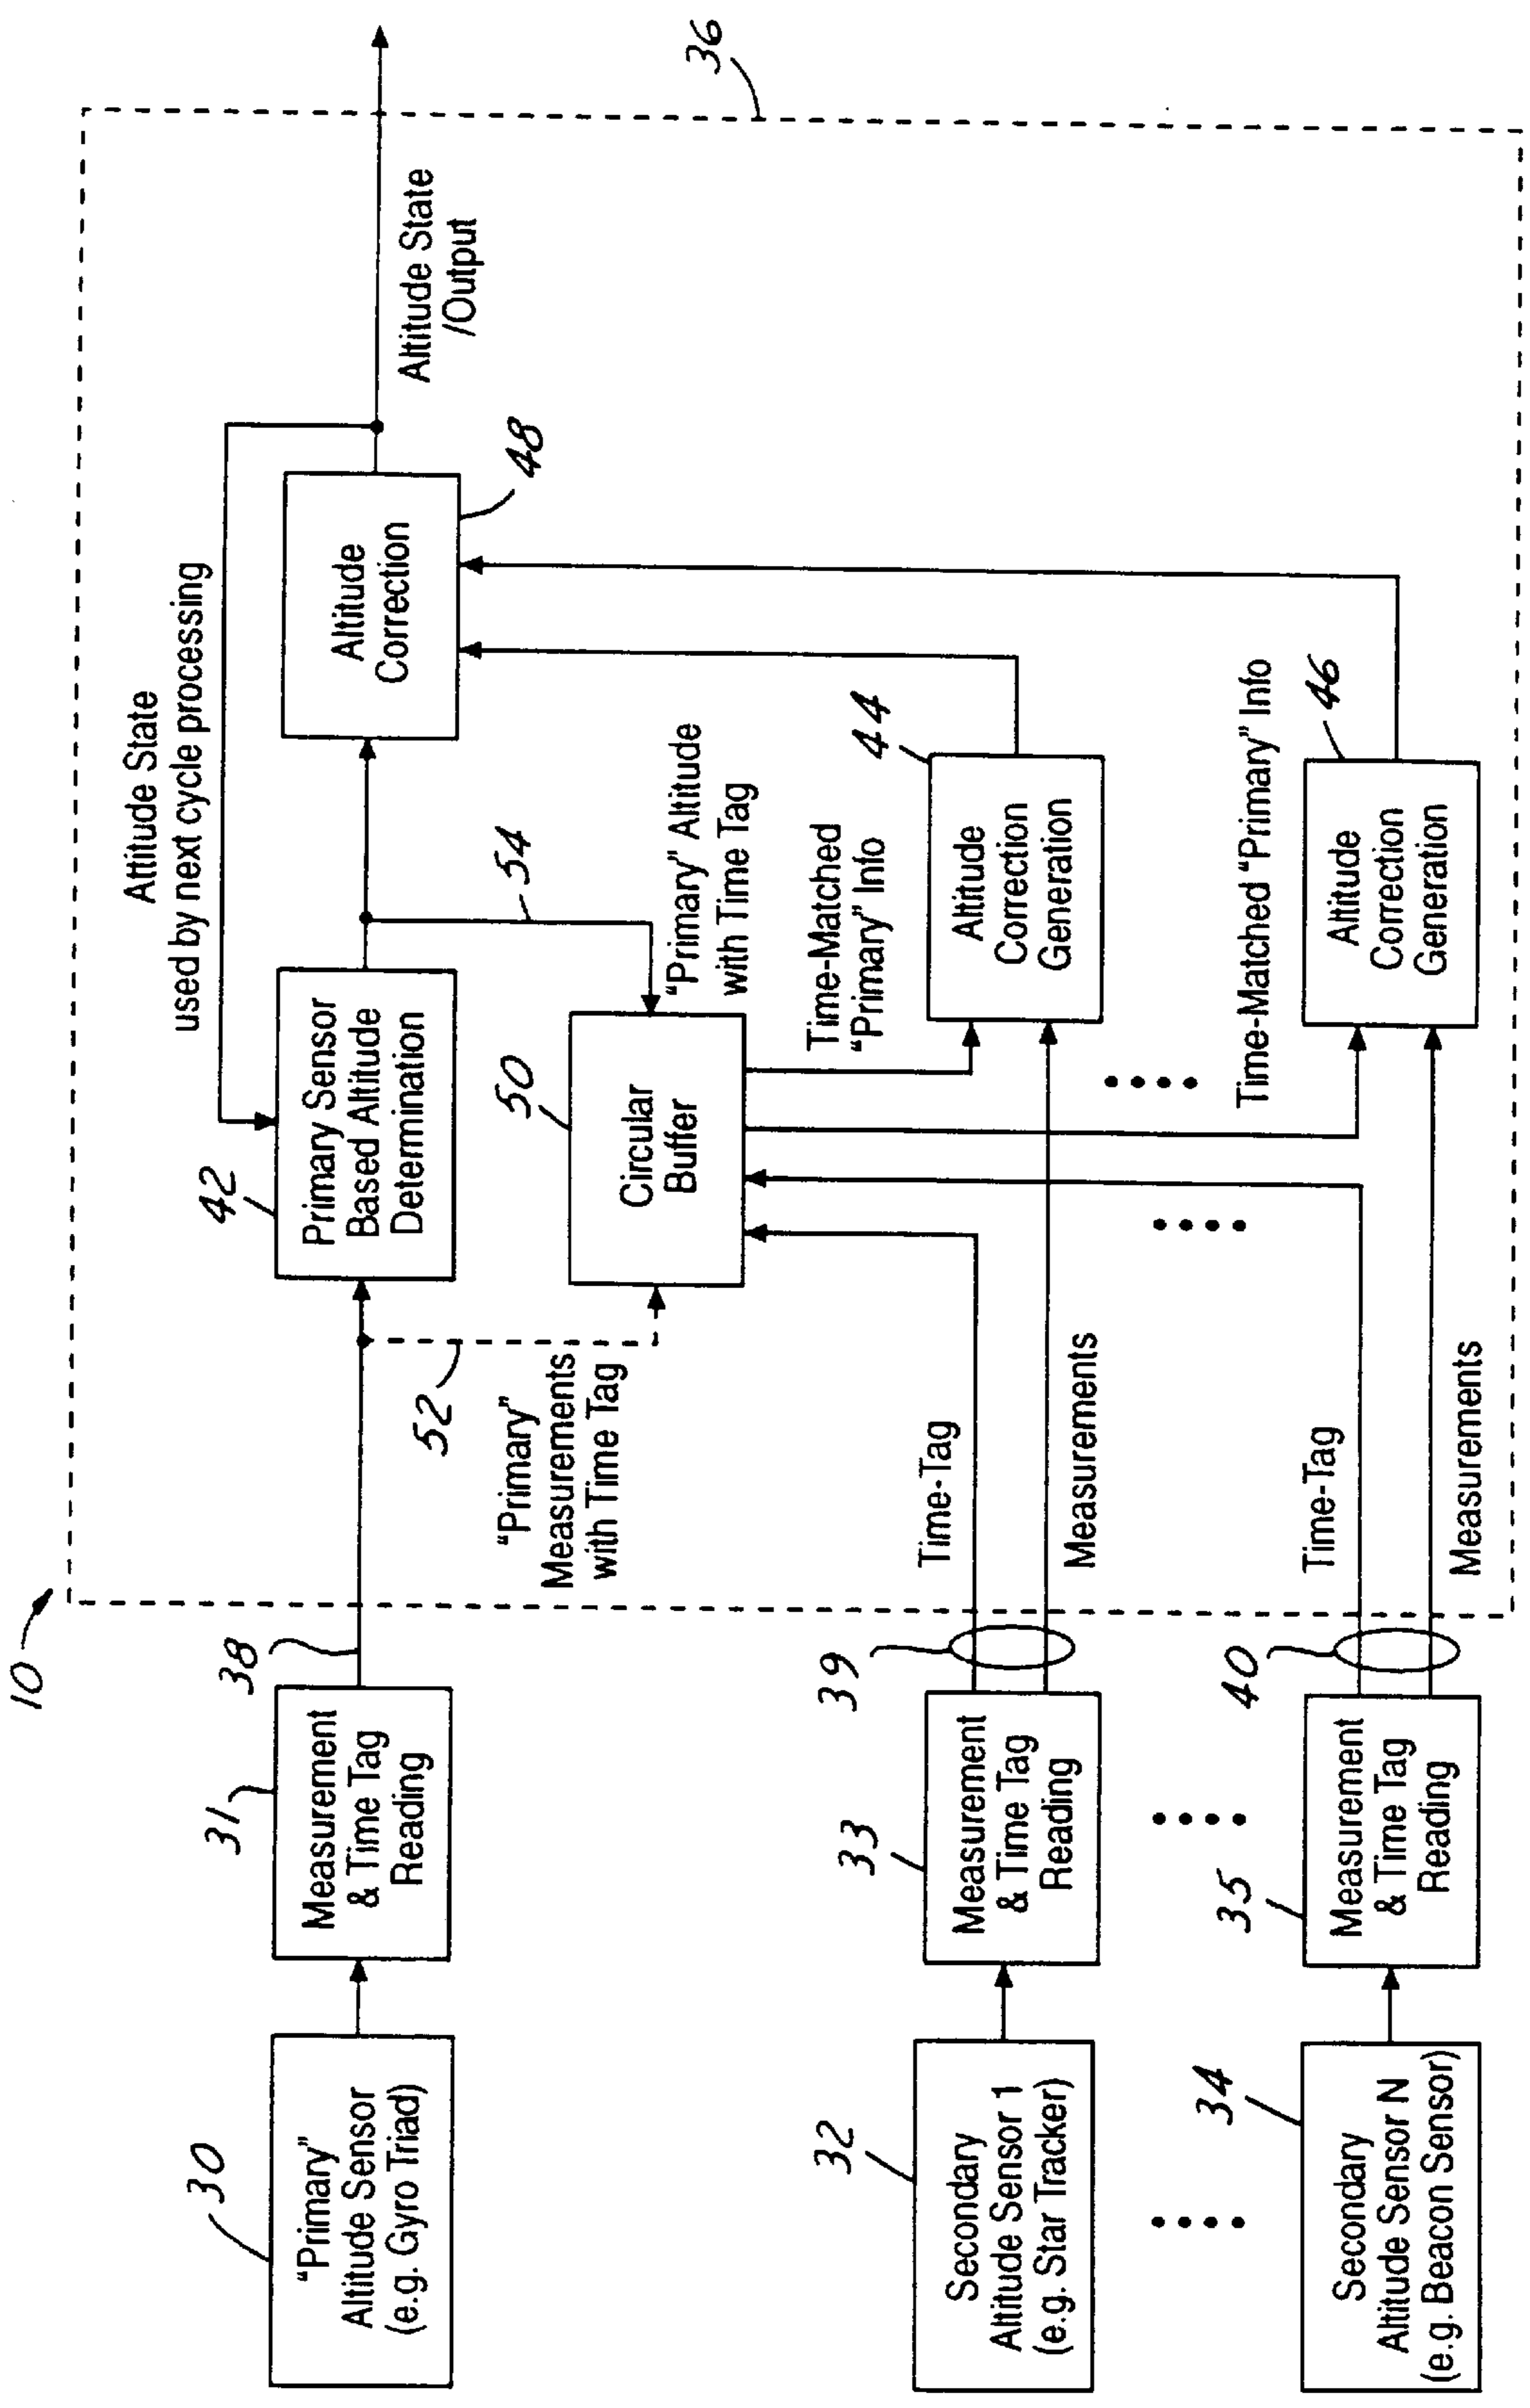 10
36
Attitude State
used by next cycle processing
30
"Primary"
Altitude Sensor
(e.g. Gyro Triad)
31
Measurement
& Time Tag
Reading
38
42
Primary Sensor
Based Altitude
Determination
Altitude
Correction
48
Altitude State
/Output
52
"Primary"
Measurements
with Time Tag
54
50
Circular
Buffer
"Primary" Altitude
with Time Tag
Time-Matched
"Primary" Info
32
Secondary
Altitude Sensor 1
(e.g. Star Tracker)
33
Measurement
& Time Tag
Reading
39
Time-Tag
Measurements
44
Altitude
Correction
Generation
34
Secondary
Altitude Sensor N
(e.g. Beacon Sensor)
35
Measurement
& Time Tag
Reading
40
Time-Tag
Measurements
Time-Matched "Primary" Info
46
Altitude
Correction
Generation